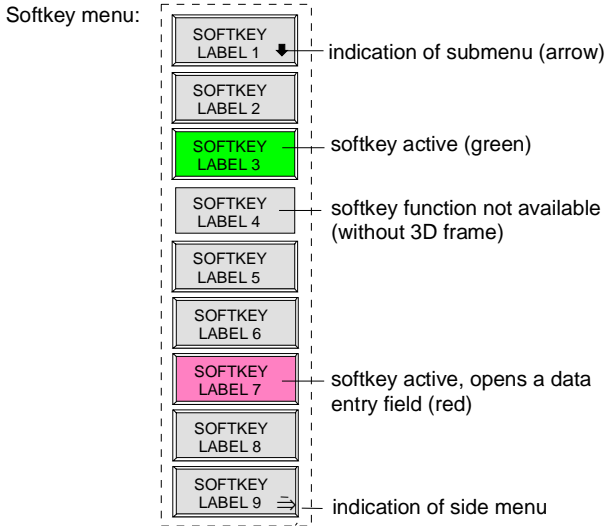 Softkey menu:
SOFTKEY
LABEL 1
indication of submenu (arrow)
SOFTKEY
LABEL 2
SOFTKEY
LABEL 3
softkey active (green)
SOFTKEY
LABEL 4
softkey function not available
(without 3D frame)
SOFTKEY
LABEL 5
SOFTKEY
LABEL 6
SOFTKEY
LABEL 7
softkey active, opens a data
entry field (red)
SOFTKEY
LABEL 8
SOFTKEY
LABEL 9
indication of side menu